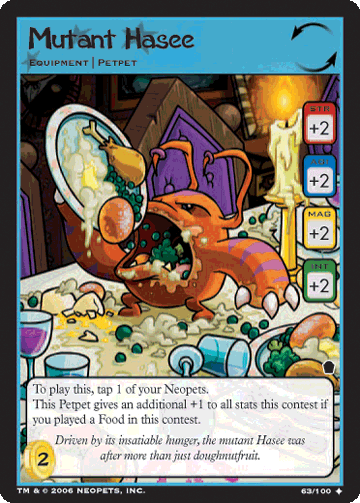 Mutant Hasee
Equipment | Petpet
STR
+2
+2
MAG
+2
INT
+2
To play this, tap 1 of your Neopets.
This Petpet gives an additional +1 to all stats this contest if
you played a Food in this contest.
Driven by its insatiable hunger, the mutant Hasee was
after more than just doughnutfruit.
2
TM & © 2006 NEOPETS, INC.
63/100